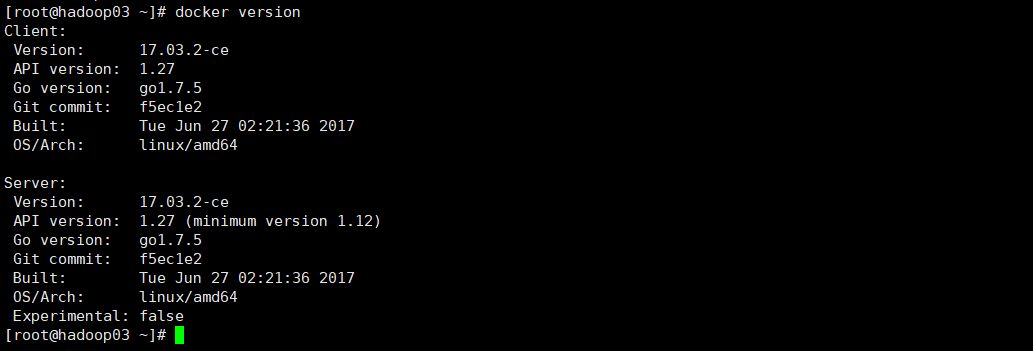 [root@hadoop03 ~]# docker version
Client:
 Version:      17.03.2-ce
 API version:  1.27
 Go version:   go1.7.5
 Git commit:   f5ec1e2
 Built:        Tue Jun 27 02:21:36 2017
 OS/Arch:      linux/amd64

Server:
 Version:      17.03.2-ce
 API version:  1.27 (minimum version 1.12)
 Go version:   go1.7.5
 Git commit:   f5ec1e2
 Built:        Tue Jun 27 02:21:36 2017
 OS/Arch:      linux/amd64
 Experimental: false
[root@hadoop03 ~]#